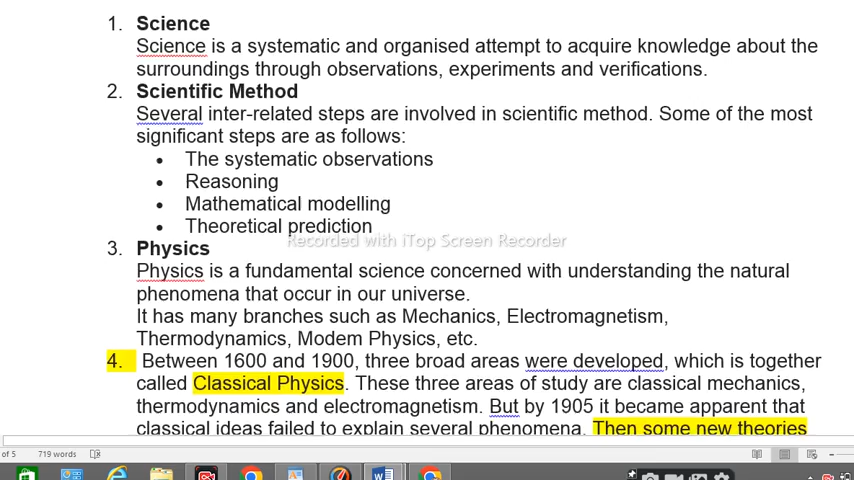 1. Science
Science is a systematic and organised attempt to acquire knowledge about the
surroundings through observations, experiments and verifications.
2. Scientific Method
Several inter-related steps are involved in scientific method. Some of the most
significant steps are as follows:
• The systematic observations
• Reasoning
• Mathematical modelling
• Theoretical prediction
Recorded with iTop Screen Recorder
3. Physics
Physics is a fundamental science concerned with understanding the natural
phenomena that occur in our universe.
It has many branches such as Mechanics, Electromagnetism,
Thermodynamics, Modem Physics, etc.
4. Between 1600 and 1900, three broad areas were developed, which is together
called Classical Physics. These three areas of study are classical mechanics,
thermodynamics and electromagnetism. But by 1905 it became apparent that
classical ideas failed to explain several phenomena. Then some new theories
of 5 719 words